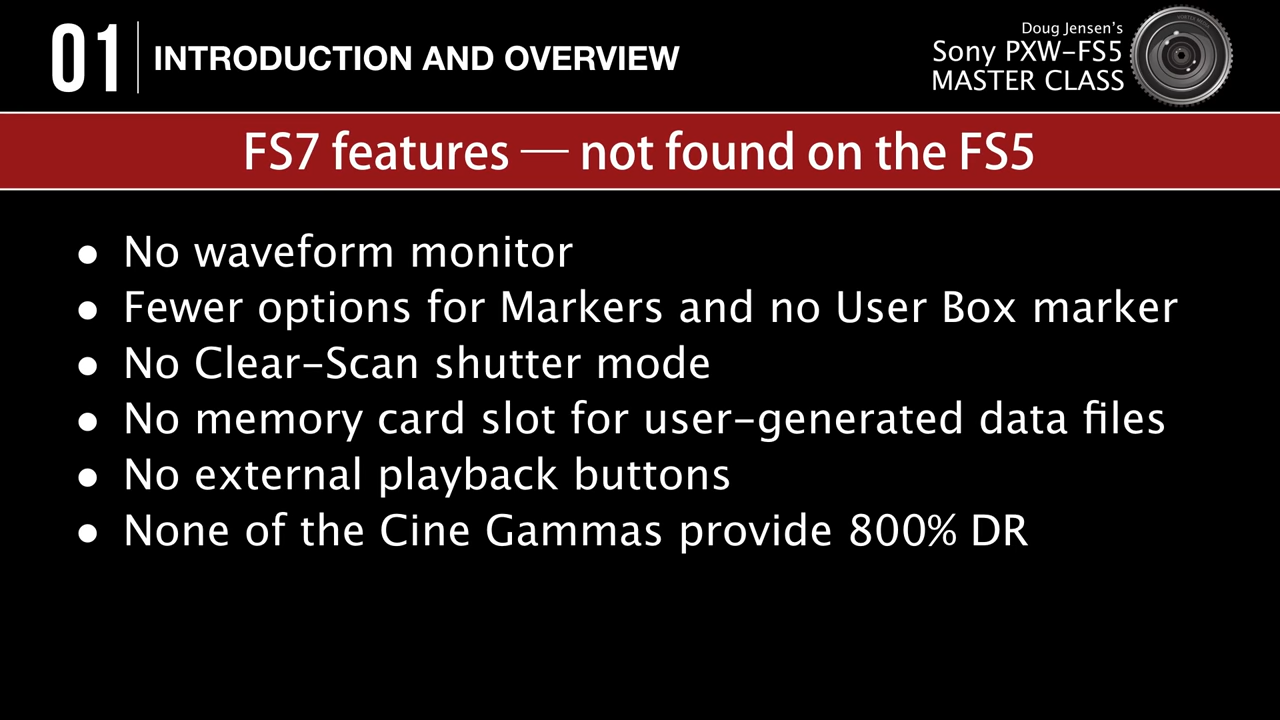 01
INTRODUCTION AND OVERVIEW
Doug Jensen's
Sony PXW-FS5
MASTER CLASS
FS7 features — not found on the FS5
• No waveform monitor
• Fewer options for Markers and no User Box marker
• No Clear-Scan shutter mode
• No memory card slot for user-generated data files
• No external playback buttons
• None of the Cine Gammas provide 800% DR